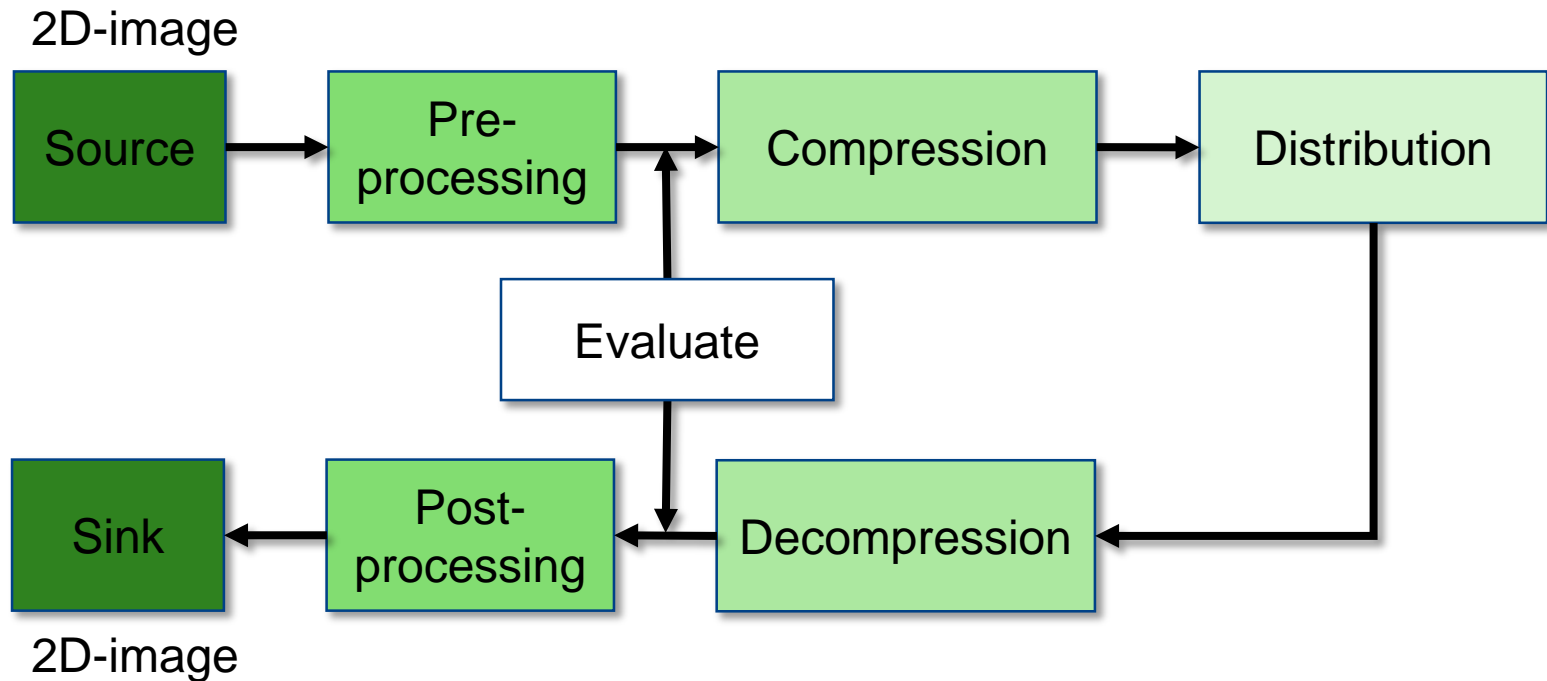 2D-image
Source
Pre-
processing
Compression
Distribution
Evaluate
Sink
Post-
processing
Decompression
2D-image